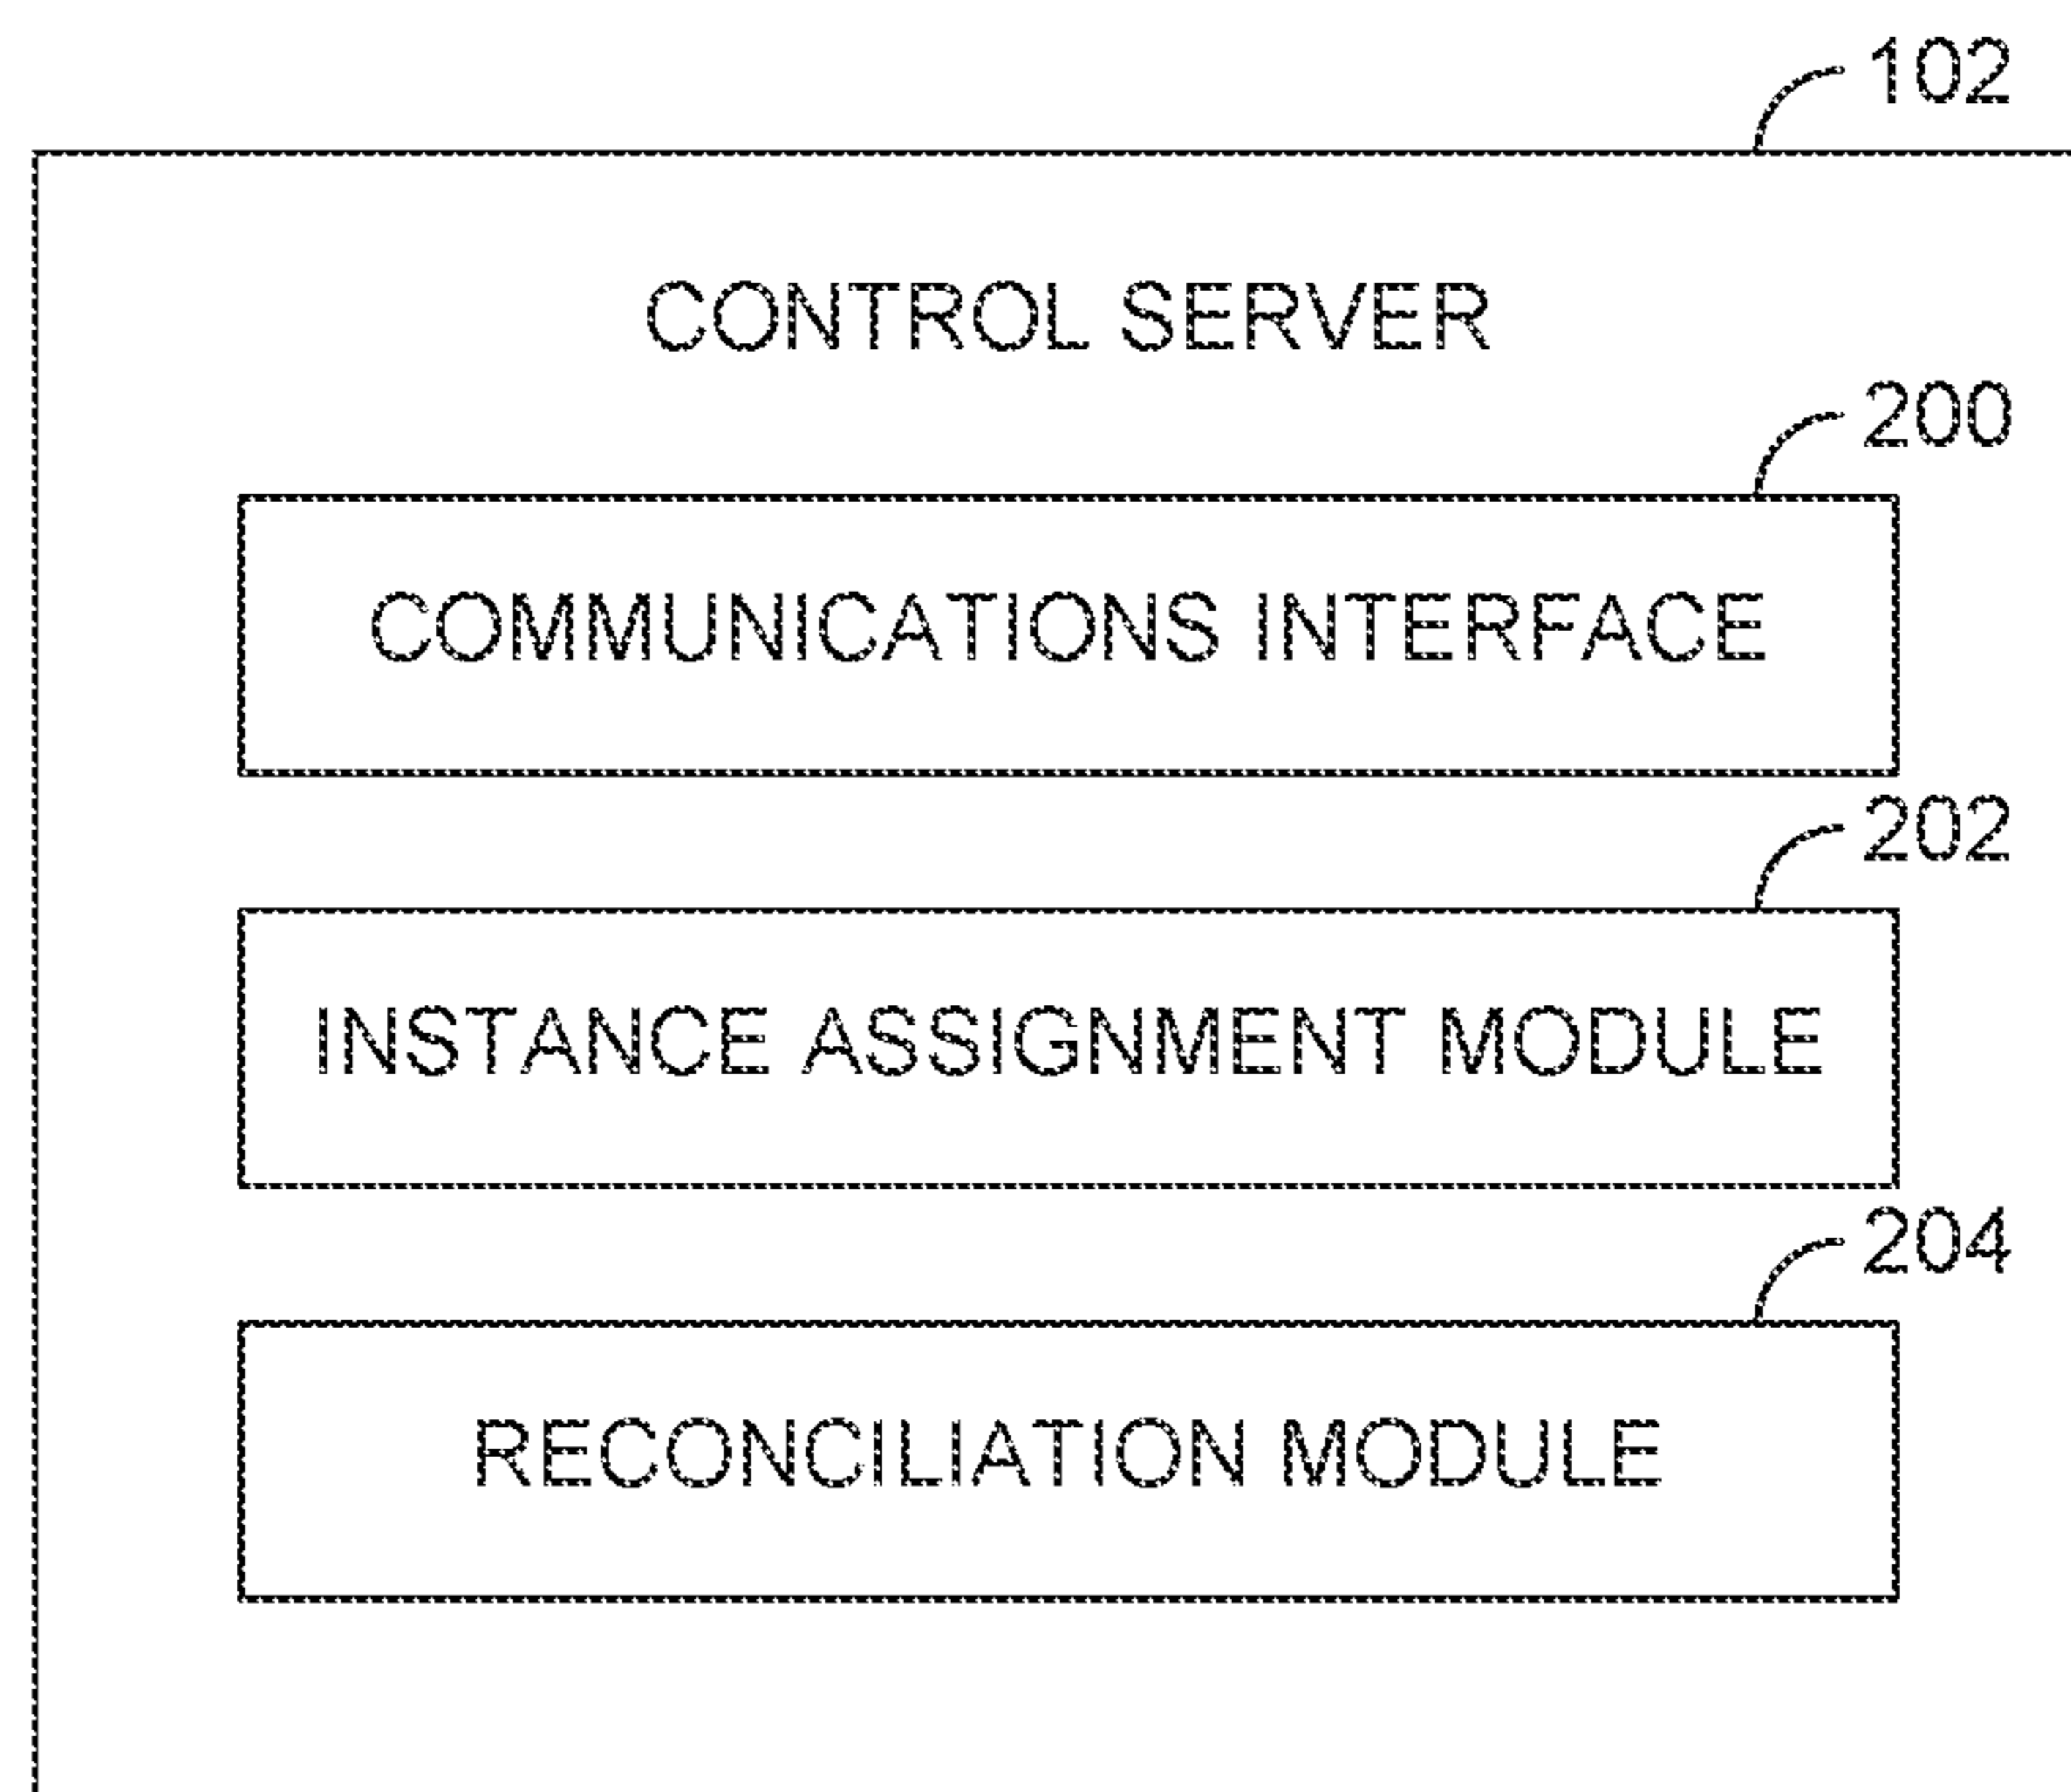 102
CONTROL SERVER
200
COMMUNICATIONS INTERFACE
202
INSTANCE ASSIGNMENT MODULE
204
RECONCILIATION MODULE